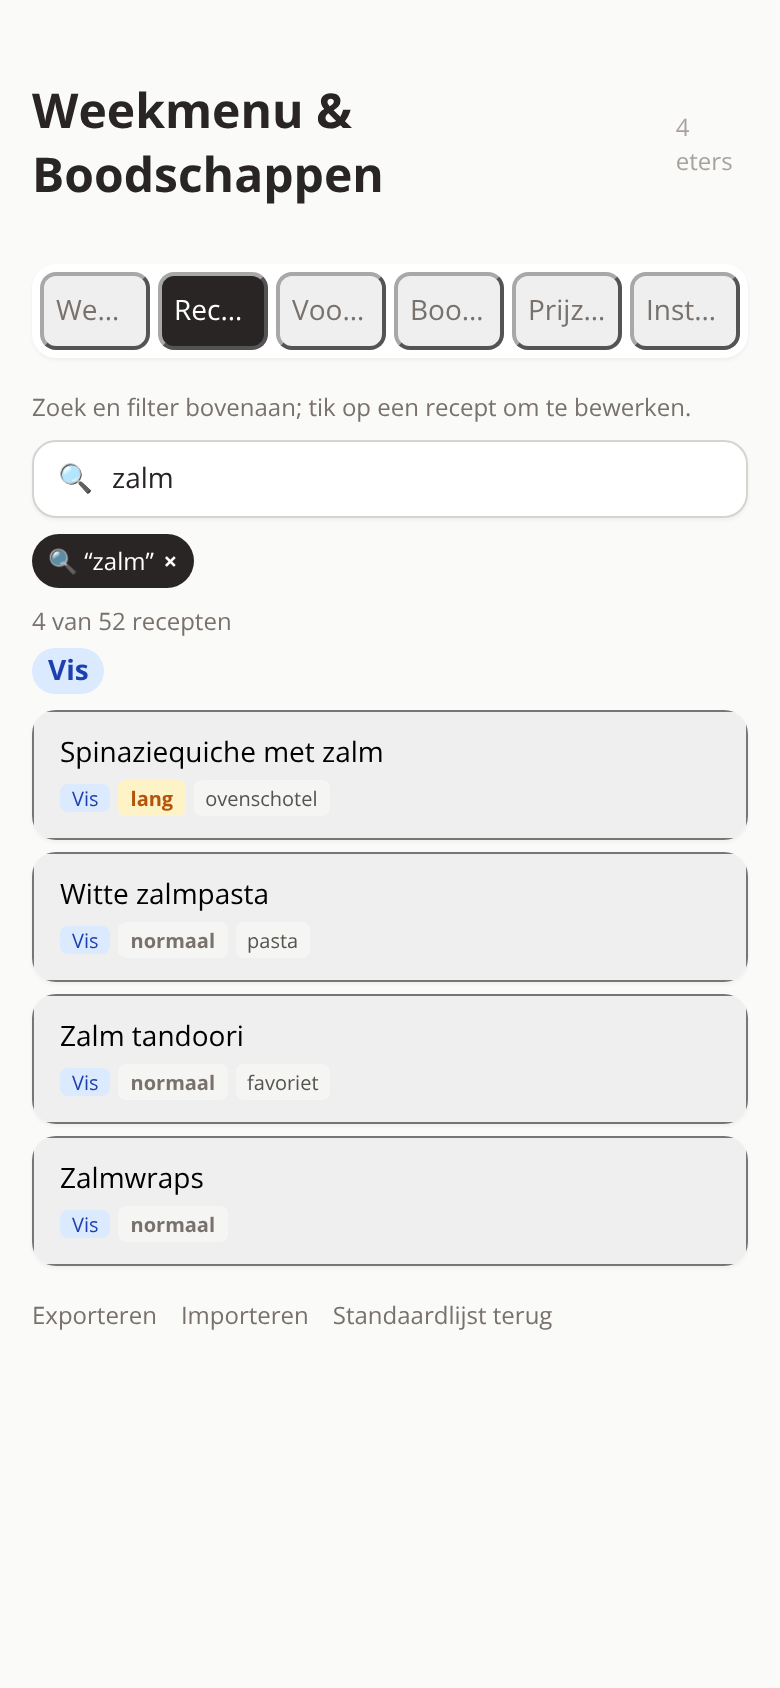 Weekmenu &
Boodschappen
4
eters
We... Rec... Voo... Boo... Prijz... Inst...
Zoek en filter bovenaan; tik op een recept om te bewerken.
🔍 zalm
🔍 “zalm” ×
4 van 52 recepten
Vis
Spinaziequiche met zalm
Vis lang ovenschotel
Witte zalmpasta
Vis normaal pasta
Zalm tandoori
Vis normaal favoriet
Zalmwraps
Vis normaal
Exporteren Importeren Standaardlijst terug